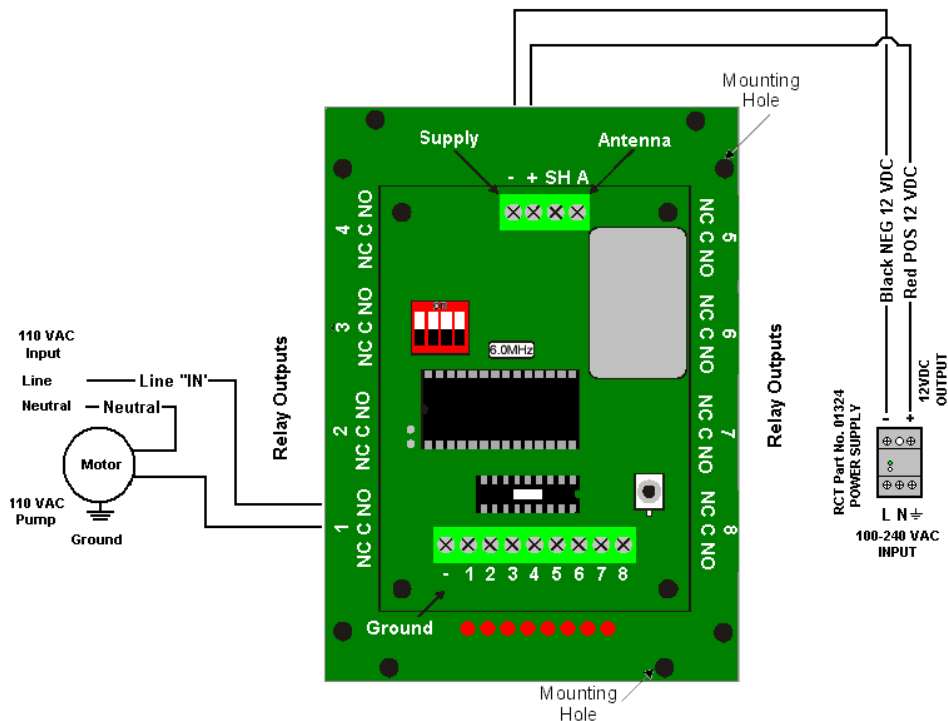 Mounting
Hole
Supply
Antenna
- + SH A
NC C NO
4
NC C NO
3
NC C NO
2
NC C NO
1
Relay Outputs
NC C NO
5
NC C NO
6
NC C NO
7
NC C NO
8
Relay Outputs
6.0MHz
110 VAC
Input
Line
Line "IN"
Neutral
Neutral
Motor
110 VAC
Pump
Ground
- 1 2 3 4 5 6 7 8
Ground
Mounting
Hole
Black NEG 12 VDC
Red POS 12 VDC
12VDC
OUTPUT
- +
RCT Part No. 01324
POWER SUPPLY
L N
100-240 VAC
INPUT